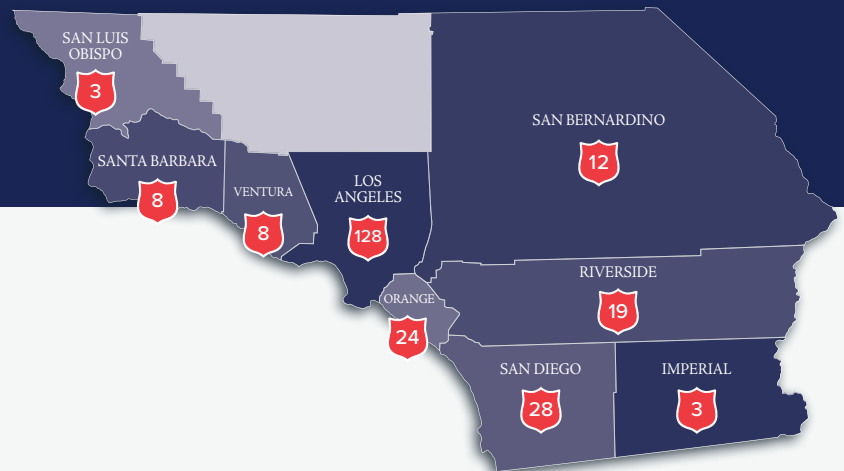 SAN LUIS
OBISPO
3
SANTA BARBARA
8
VENTURA
8
LOS
ANGELES
128
SAN BERNARDINO
12
ORANGE
24
RIVERSIDE
19
SAN DIEGO
28
IMPERIAL
3